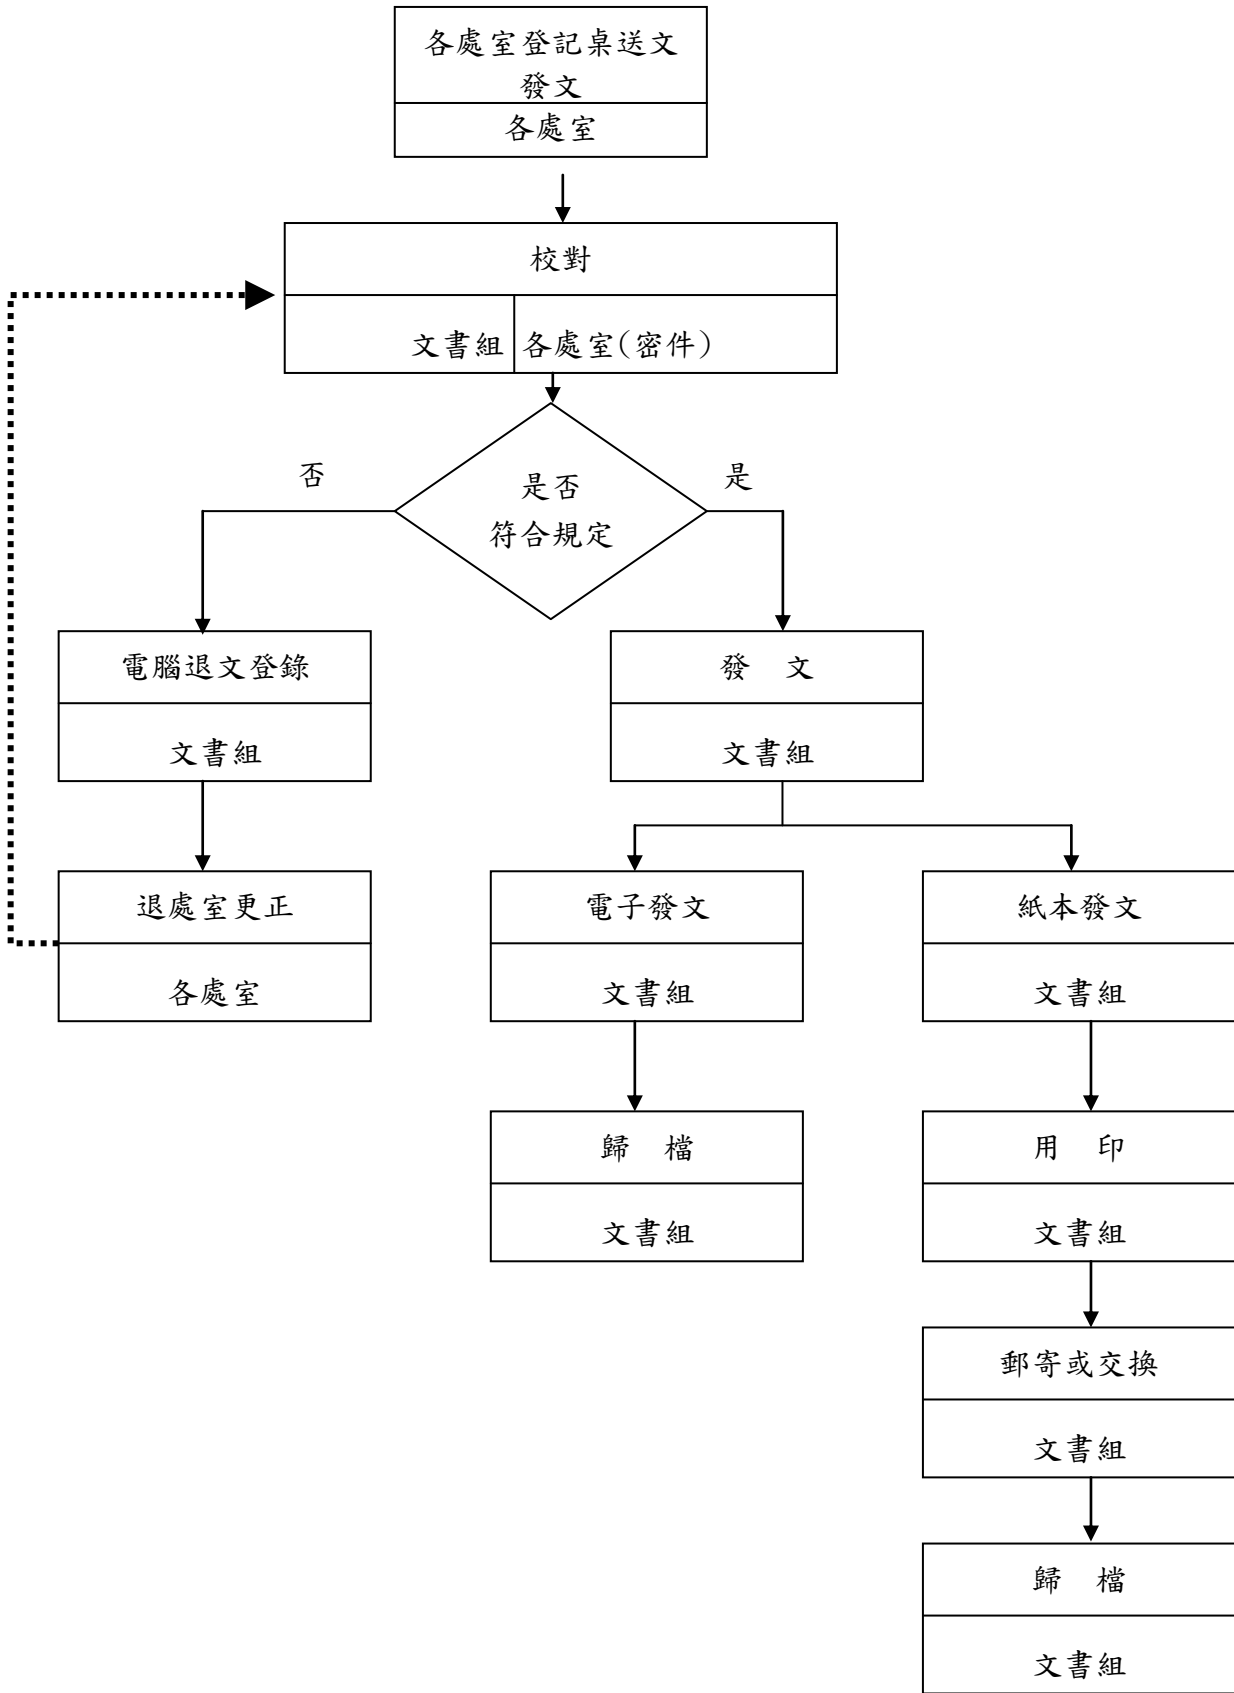 各處室登記桌送文
發文
各處室
校對
文書組 各處室(密件)
否
是
是否
符合規定
電腦退文登錄
文書組
發 文
文書組
退處室更正
各處室
電子發文
文書組
紙本發文
文書組
歸 檔
文書組
用 印
文書組
郵寄或交換
文書組
歸 檔
文書組